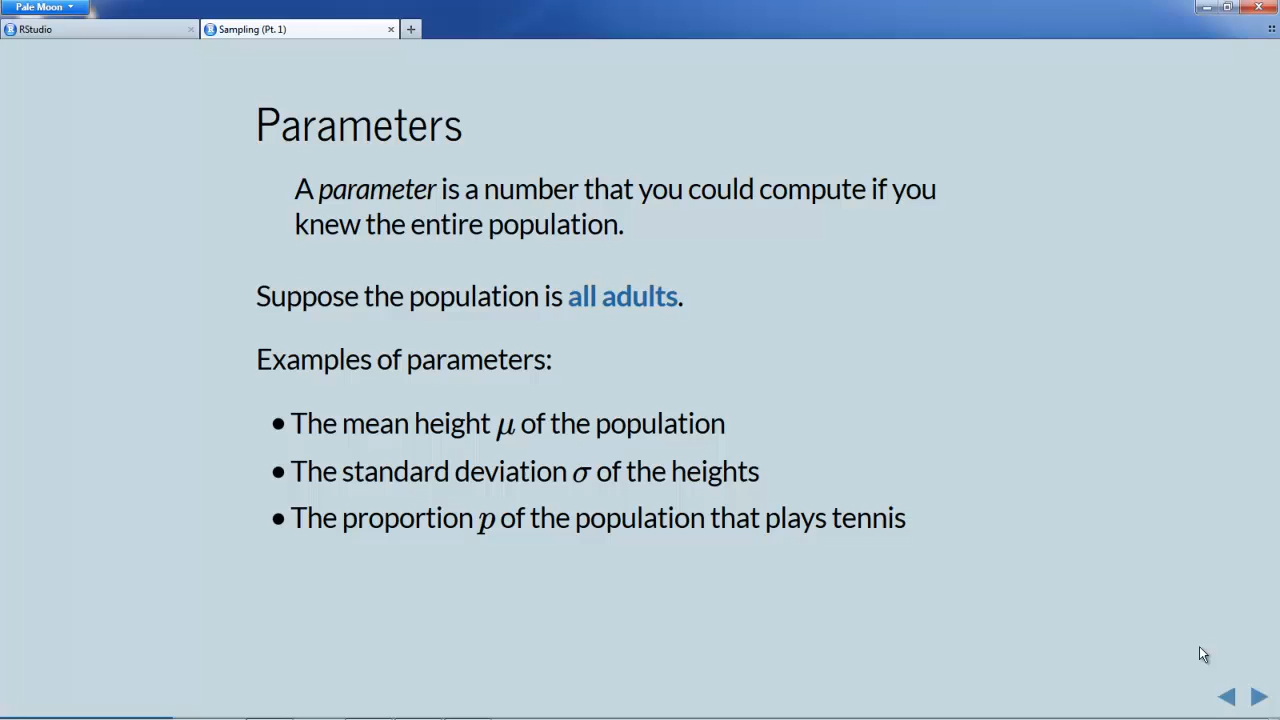 Pale Moon
RStudio
Sampling (Pt. 1)
Parameters
A parameter is a number that you could compute if you
knew the entire population.
Suppose the population is all adults.
Examples of parameters:
• The mean height μ of the population
• The standard deviation σ of the heights
• The proportion p of the population that plays tennis